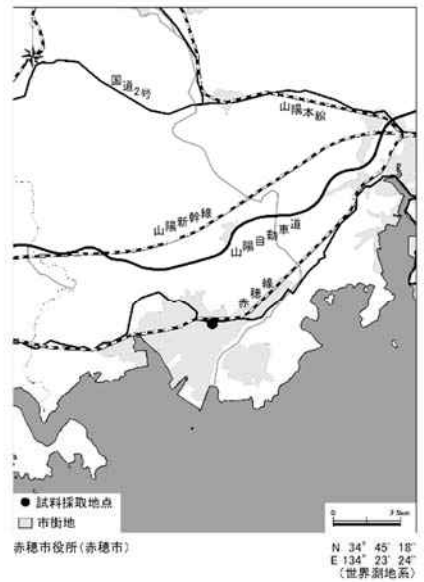 国道2号
山陽本線
山陽新幹線
山陽自動車道
赤穂線
● 試料採取地点
市街地
0 2.5km
赤穂市役所(赤穂市)
N 34° 45' 18"
E 134° 23' 24"
(世界測地系)